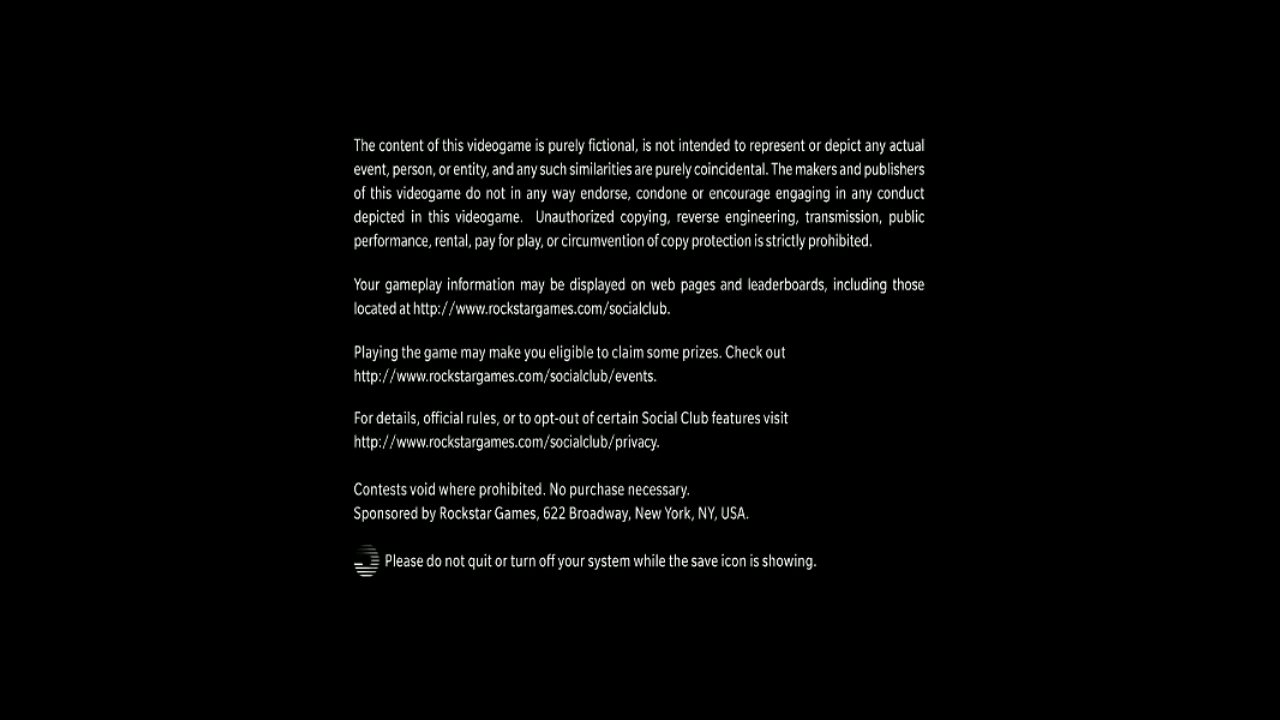 The content of this videogame is purely fictional, is not intended to represent or depict any actual
event, person, or entity, and any such similarities are purely coincidental. The makers and publishers
of this videogame do not in any way endorse, condone or encourage engaging in any conduct
depicted in this videogame. Unauthorized copying, reverse engineering, transmission, public
performance, rental, pay for play, or circumvention of copy protection is strictly prohibited.
Your gameplay information may be displayed on web pages and leaderboards, including those
located at http://www.rockstargames.com/socialclub.
Playing the game may make you eligible to claim some prizes. Check out
http://www.rockstargames.com/socialclub/events.
For details, official rules, or to opt-out of certain Social Club features visit
http://www.rockstargames.com/socialclub/privacy.
Contests void where prohibited. No purchase necessary.
Sponsored by Rockstar Games, 622 Broadway, New York, NY, USA.
Please do not quit or turn off your system while the save icon is showing.